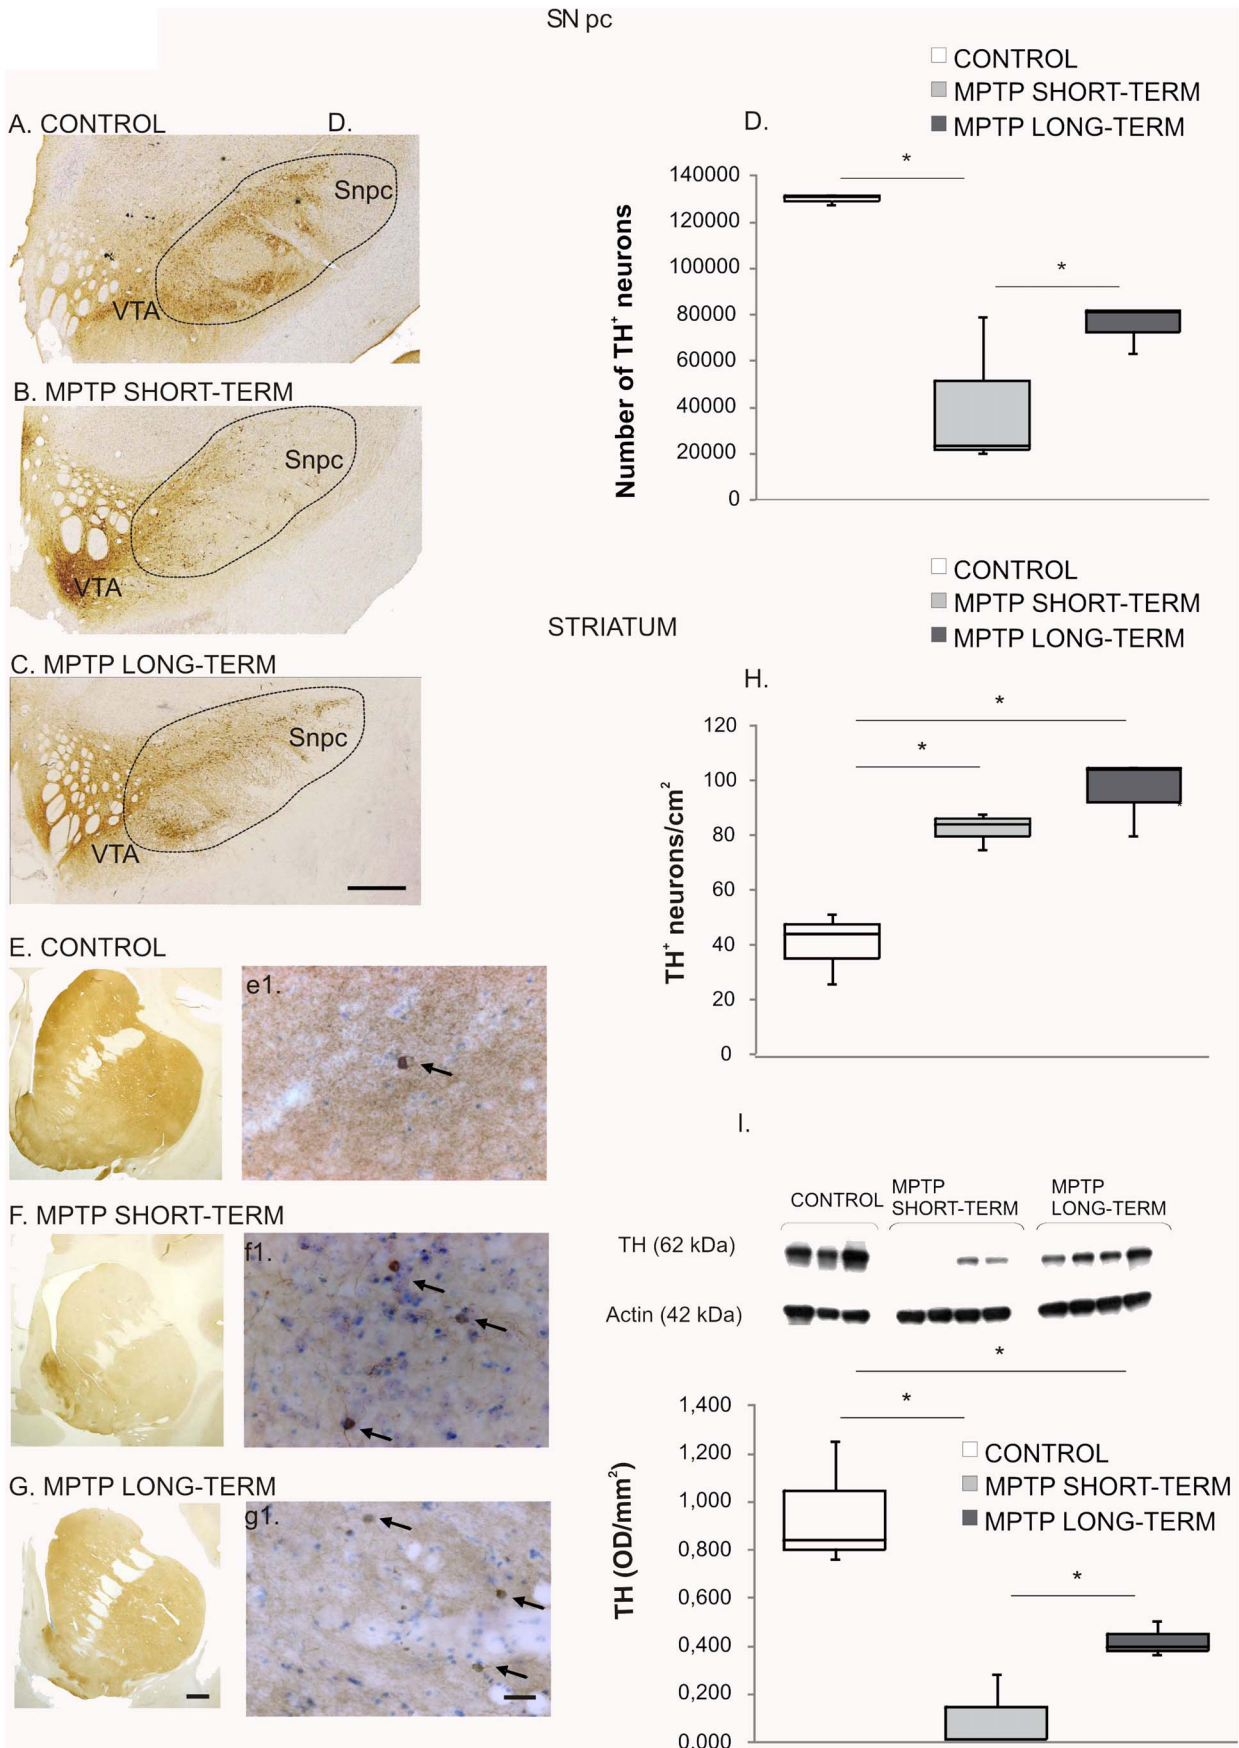 SN pc
CONTROL
MPTP SHORT-TERM
MPTP LONG-TERM
A. CONTROL
D.
Snpc
VTA
B. MPTP SHORT-TERM
Snpc
VTA
C. MPTP LONG-TERM
Snpc
VTA
D.
*
*
Number of TH⁺ neurons
140000
120000
100000
80000
60000
40000
20000
0
STRIATUM
CONTROL
MPTP SHORT-TERM
MPTP LONG-TERM
H.
*
*
TH⁺ neurons/cm²
120
100
80
60
40
20
0
*
E. CONTROL
e1.
F. MPTP SHORT-TERM
f1.
G. MPTP LONG-TERM
g1.
I.
CONTROL
MPTP
SHORT-TERM
MPTP
LONG-TERM
TH (62 kDa)
Actin (42 kDa)
*
*
*
TH (OD/mm²)
1,400
1,200
1,000
0,800
0,600
0,400
0,200
0,000
CONTROL
MPTP SHORT-TERM
MPTP LONG-TERM